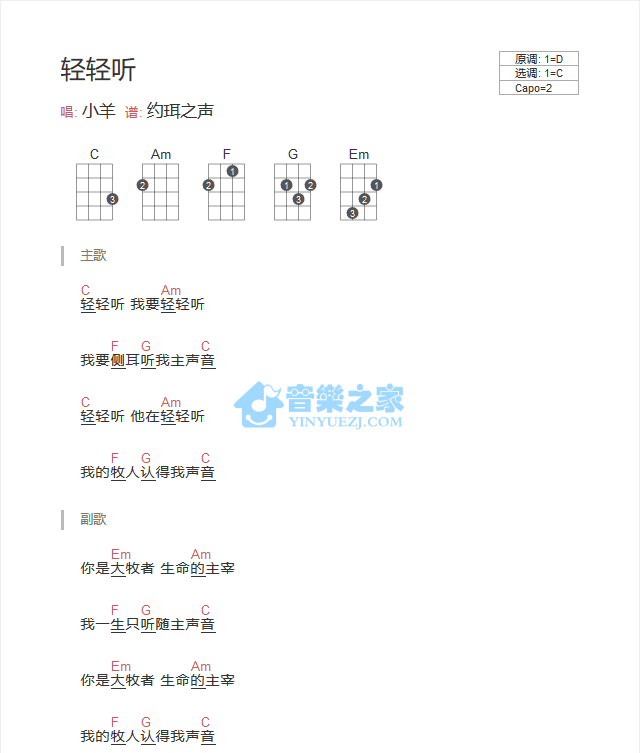 轻轻听
原调: 1=D
选调: 1=C
Capo=2
唱: 小羊 谱: 约珥之声
C Am F G Em
3 2 2 1 1 2 3 1 2 3
主歌
C Am
轻轻听 我要轻轻听
F G C
我要侧耳听我主声音
C Am
轻轻听 他在轻轻听
F G C
我的牧人认得我声音
音樂之家
YINYUEZJ.COM
副歌
Em Am
你是大牧者 生命的主宰
F G C
我一生只听随主声音
Em Am
你是大牧者 生命的主宰
F G C
我的牧人认得我声音